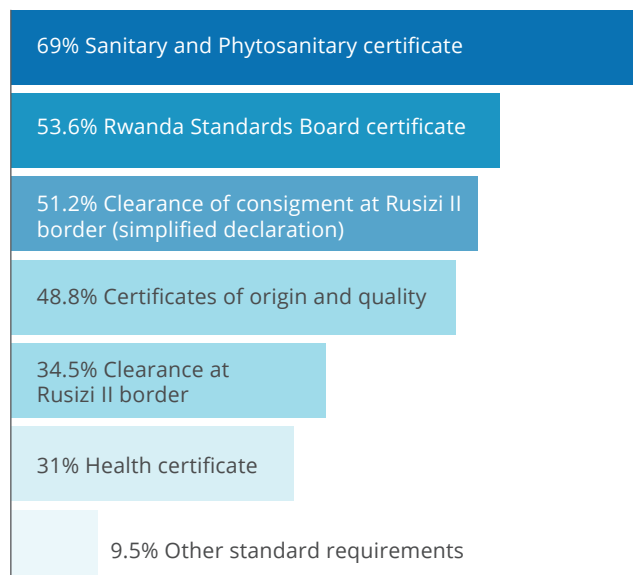 69% Sanitary and Phytosanitary certificate
53.6% Rwanda Standards Board certificate
51.2% Clearance of consigment at Rusizi II
border (simplified declaration)
48.8% Certificates of origin and quality
34.5% Clearance at
Rusizi II border
31% Health certificate
9.5% Other standard requirements